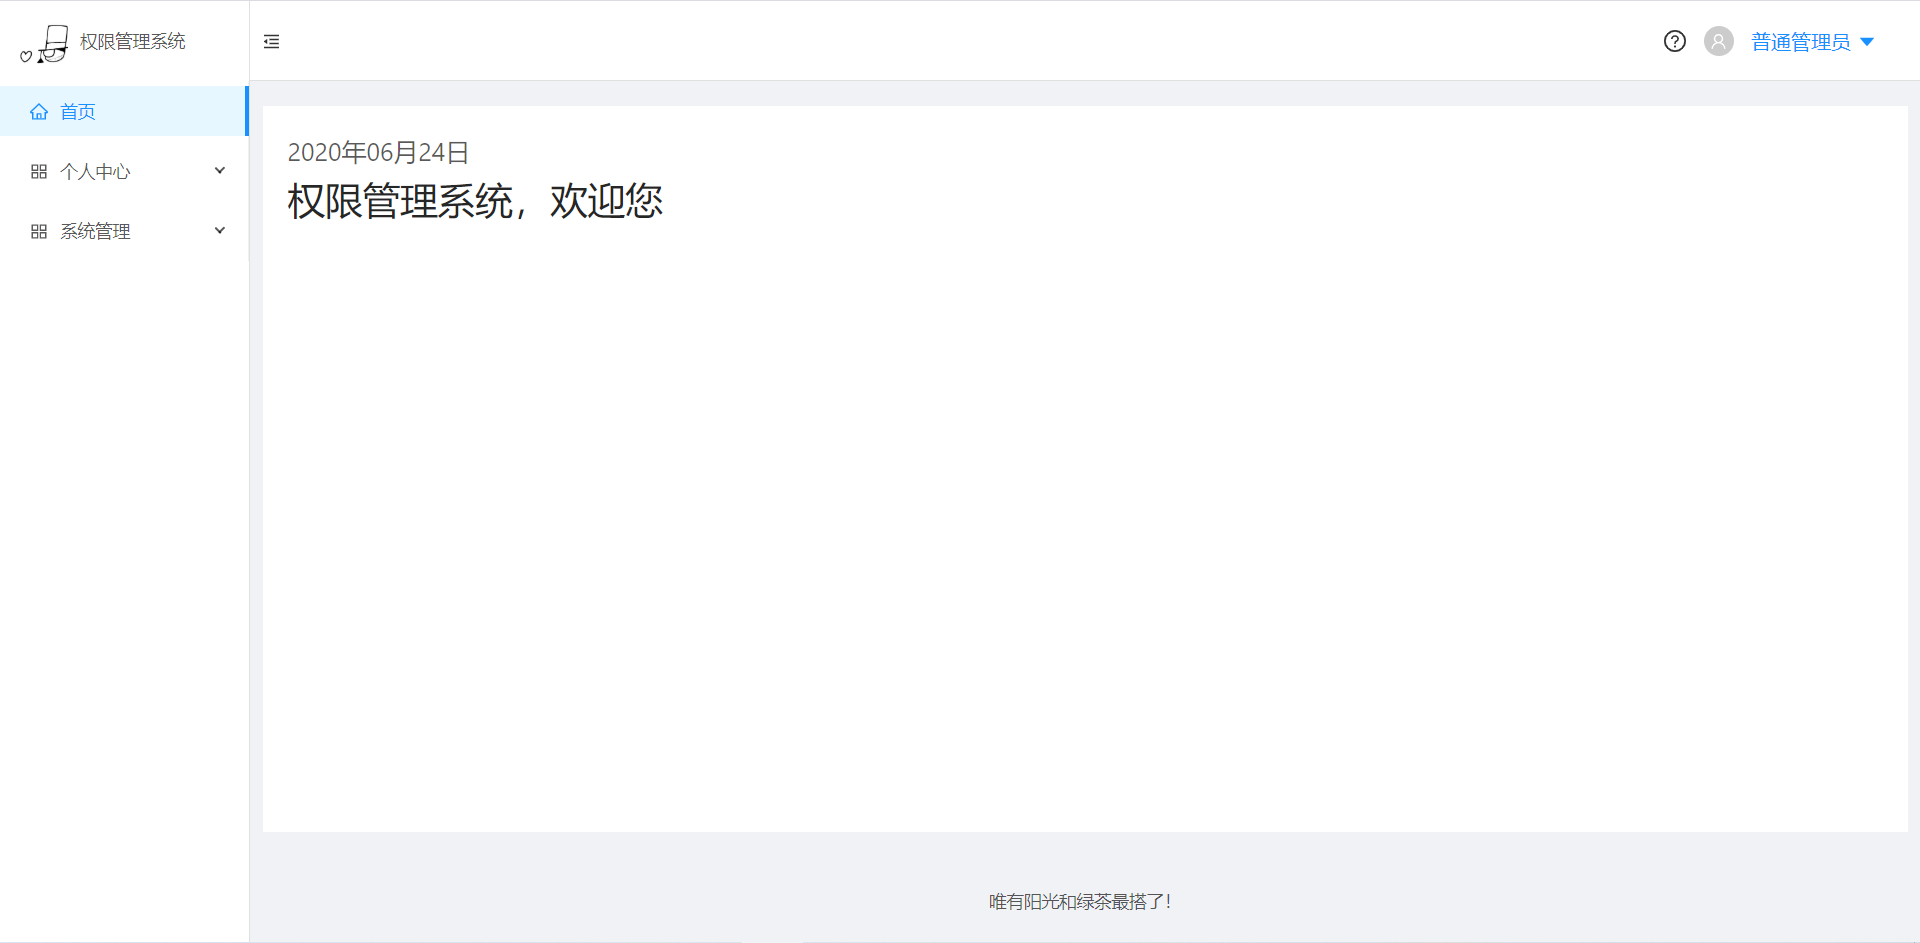 权限管理系统
普通管理员
首页
个人中心
系统管理
2020年06月24日
权限管理系统，欢迎您
唯有阳光和绿茶最搭了！